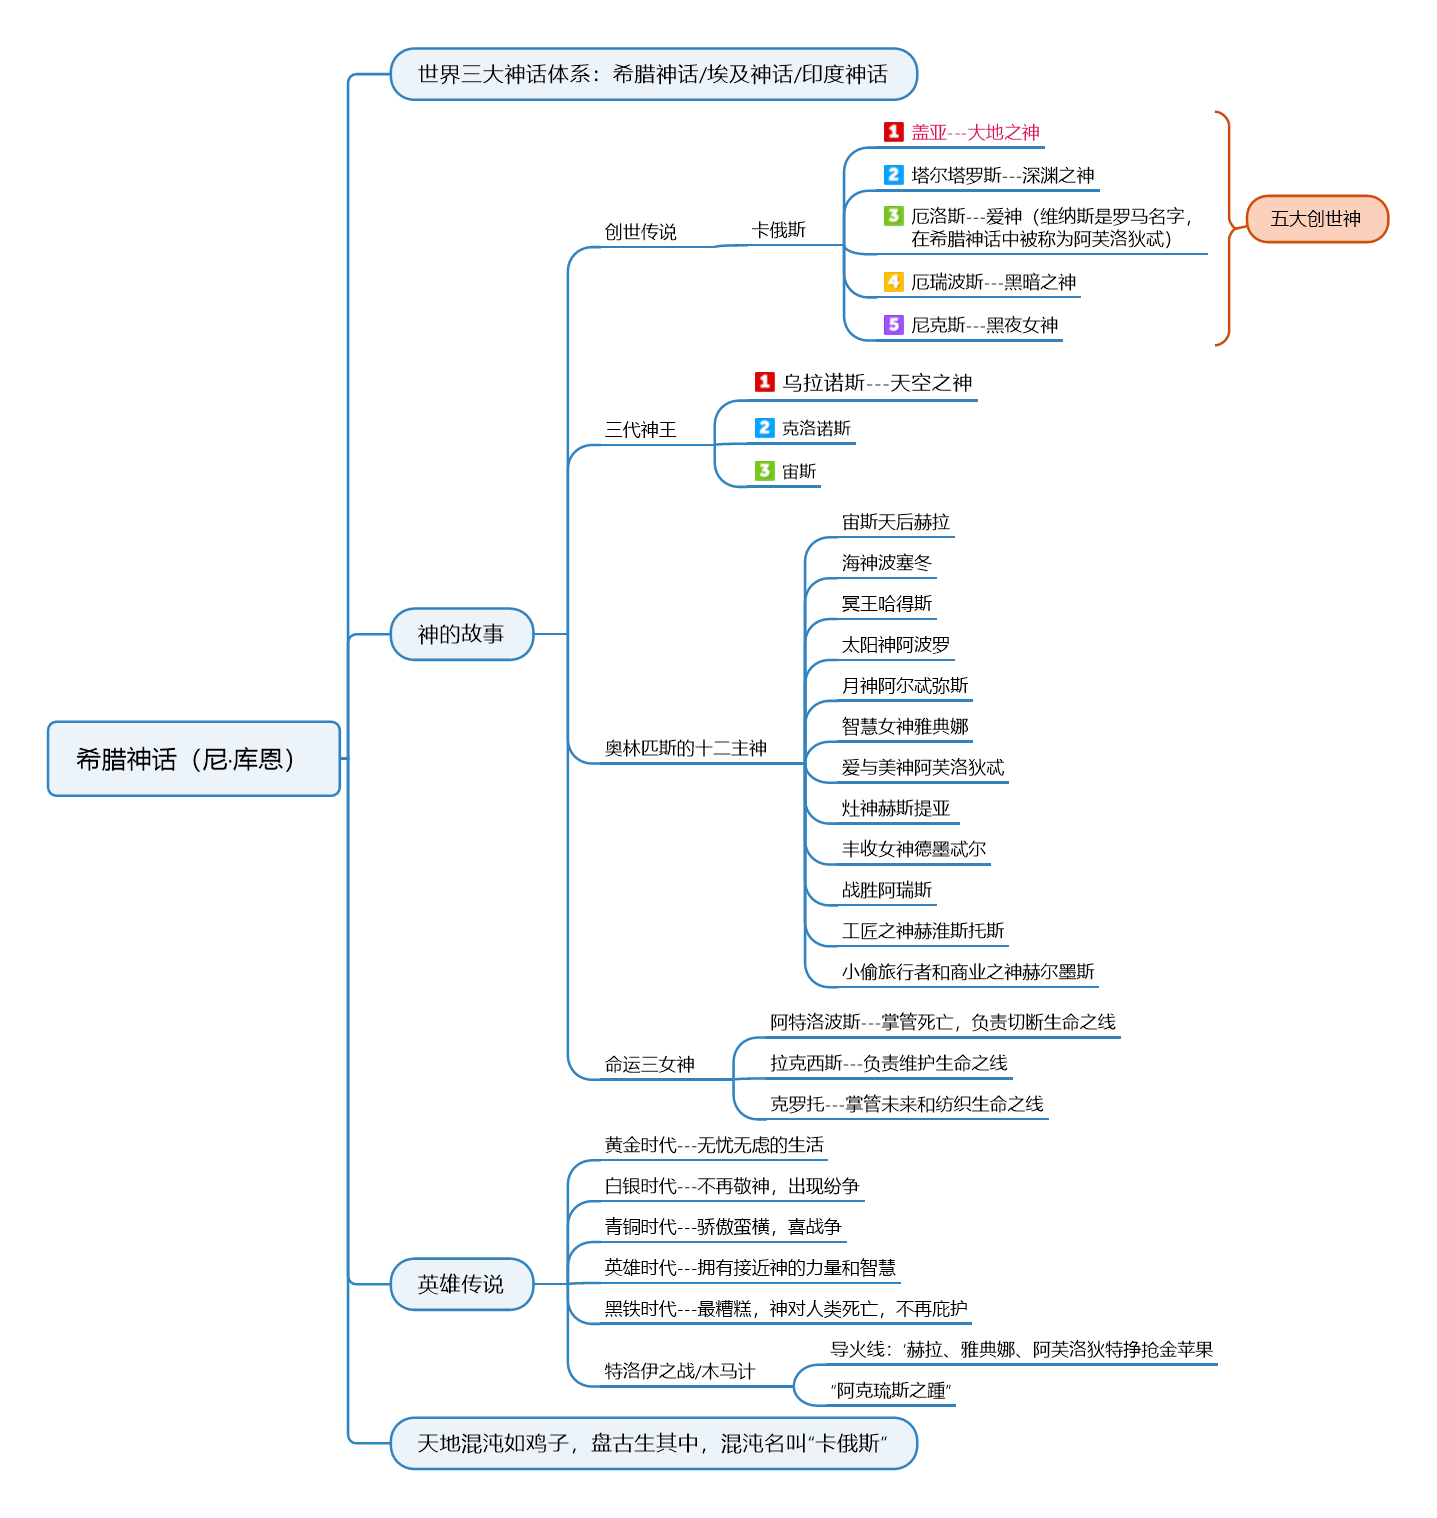 世界三大神话体系：希腊神话/埃及神话/印度神话
1 盖亚---大地之神
2 塔尔塔罗斯---深渊之神
3 厄洛斯---爱神（维纳斯是罗马名字，
在希腊神话中被称为阿芙洛狄忒）
4 厄瑞波斯---黑暗之神
5 尼克斯---黑夜女神
五大创世神
创世传说
卡俄斯
三代神王
1 乌拉诺斯---天空之神
2 克洛诺斯
3 宙斯
神的故事
奥林匹斯的十二主神
宙斯天后赫拉
海神波塞冬
冥王哈得斯
太阳神阿波罗
月神阿尔忒弥斯
智慧女神雅典娜
爱与美神阿芙洛狄忒
灶神赫斯提亚
丰收女神德墨忒尔
战胜阿瑞斯
工匠之神赫淮斯托斯
小偷旅行者和商业之神赫尔墨斯
希腊神话（尼·库恩）
命运三女神
阿特洛波斯---掌管死亡，负责切断生命之线
拉克西斯---负责维护生命之线
克罗托---掌管未来和纺织生命之线
英雄传说
黄金时代---无忧无虑的生活
白银时代---不再敬神，出现纷争
青铜时代---骄傲蛮横，喜战争
英雄时代---拥有接近神的力量和智慧
黑铁时代---最糟糕，神对人类死亡，不再庇护
特洛伊之战/木马计
导火线：‘赫拉、雅典娜、阿芙洛狄特挣抢金苹果
“阿克琉斯之踵”
天地混沌如鸡子，盘古生其中，混沌名叫“卡俄斯”